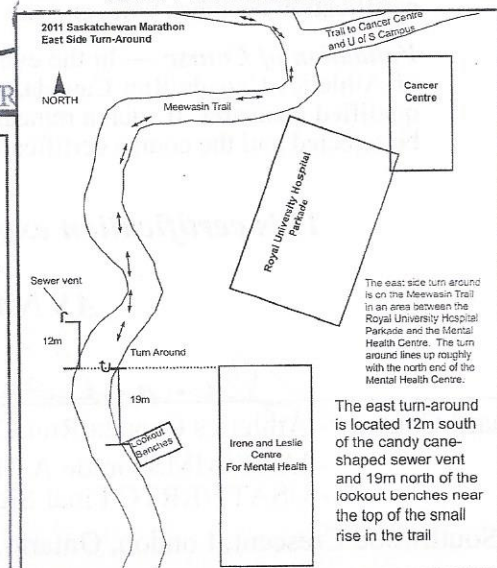 2011 Saskatchewan Marathon
East Side Turn-Around
Trail to Cancer Centre
and U of S Campus
NORTH
Meewasin Trail
Cancer
Centre
Royal University Hospital
Parkade
Sewer vent
12m
Turn Around
19m
Lookout
Benches
Irene and Leslie
Centre
For Mental Health
The east side turn around
is on the Meewasin Trail
in an area between the
Royal University Hospital
Parkade and the Mental
Health Centre. The turn
around lines up roughly
with the north end of the
Mental Health Centre.
The east turn-around
is located 12m south
of the candy cane-
shaped sewer vent
and 19m north of the
lookout benches near
the top of the small
rise in the trail